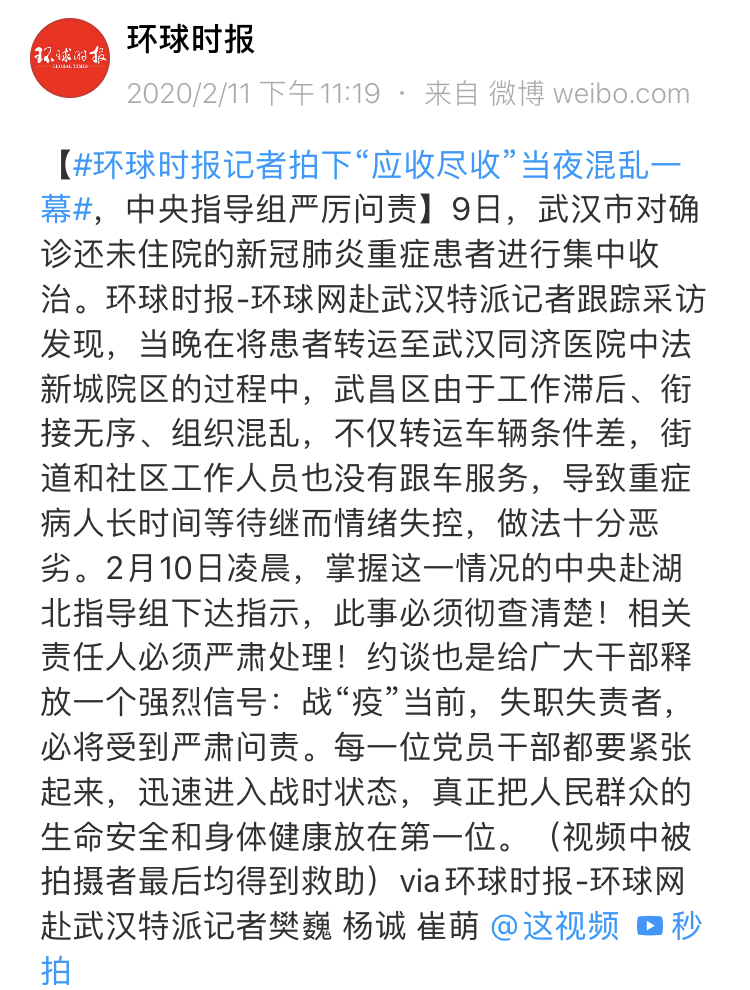 环球时报
环球时报
GLOBAL TIMES
2020/2/11 下午11:19 · 来自 微博 weibo.com
【#环球时报记者拍下“应收尽收”当夜混乱一
幕#，中央指导组严厉问责】9日，武汉市对确
诊还未住院的新冠肺炎重症患者进行集中收
治。环球时报-环球网赴武汉特派记者跟踪采访
发现，当晚在将患者转运至武汉同济医院中法
新城院区的过程中，武昌区由于工作滞后、衔
接无序、组织混乱，不仅转运车辆条件差，街
道和社区工作人员也没有跟车服务，导致重症
病人长时间等待继而情绪失控，做法十分恶
劣。2月10日凌晨，掌握这一情况的中央赴湖
北指导组下达指示，此事必须彻查清楚！相关
责任人必须严肃处理！约谈也是给广大干部释
放一个强烈信号：战“疫”当前，失职失责者，
必将受到严肃问责。每一位党员干部都要紧张
起来，迅速进入战时状态，真正把人民群众的
生命安全和身体健康放在第一位。（视频中被
拍摄者最后均得到救助）via环球时报-环球网
赴武汉特派记者樊巍 杨诚 崔萌 @这视频 秒
拍